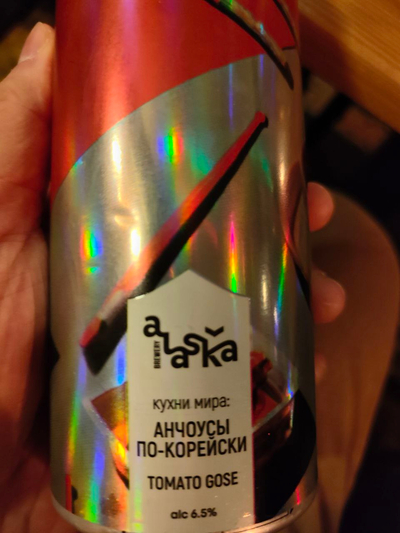 alaska
BREWERY
кухни мира:
АНЧОУСЫ
ПО-КОРЕЙСКИ
TOMATO GOSE
alc 6.5%